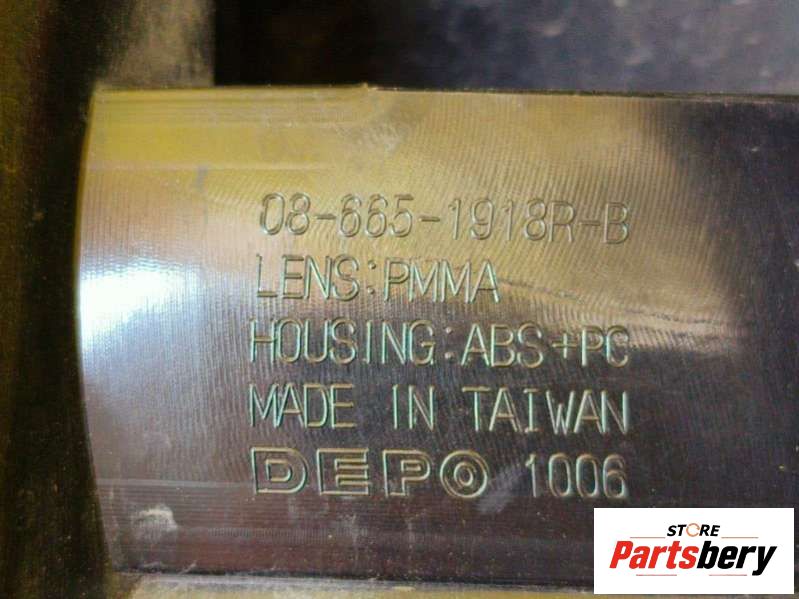 08-665-1918R-B
LENS:PMMA
HOUSING:ABS+PC
MADE IN TAIWAN
DEPO 1006
STORE
Partsbery